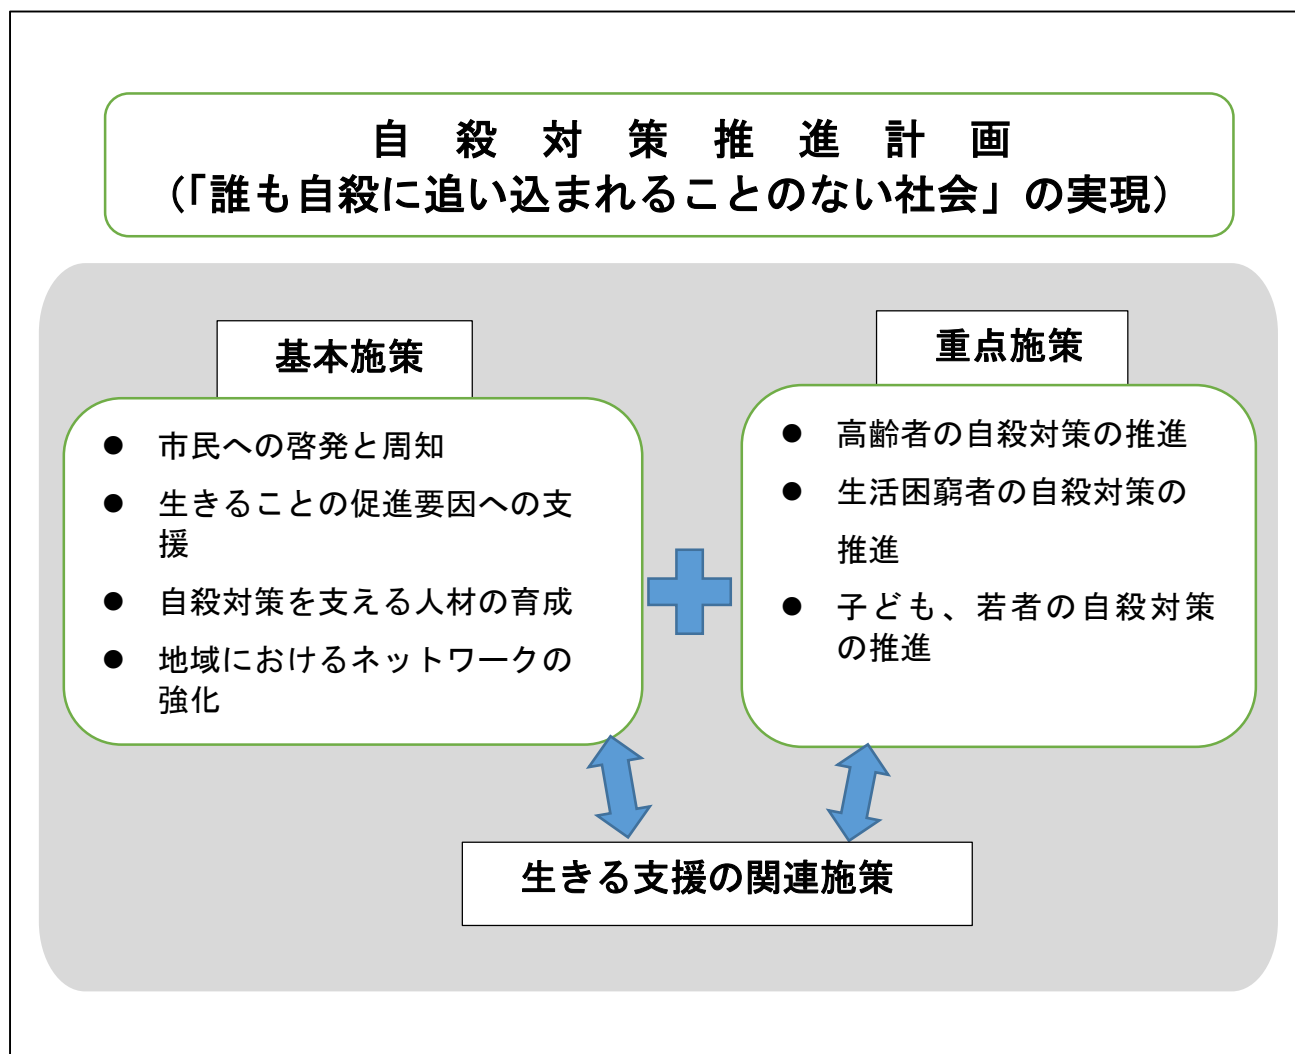 自殺対策推進計画
（「誰も自殺に追い込まれることのない社会」の実現）
基本施策
● 市民への啓発と周知
● 生きることの促進要因への支
援
● 自殺対策を支える人材の育成
● 地域におけるネットワークの
強化
重点施策
● 高齢者の自殺対策の推進
● 生活困窮者の自殺対策の
推進
● 子ども、若者の自殺対策
の推進
生きる支援の関連施策